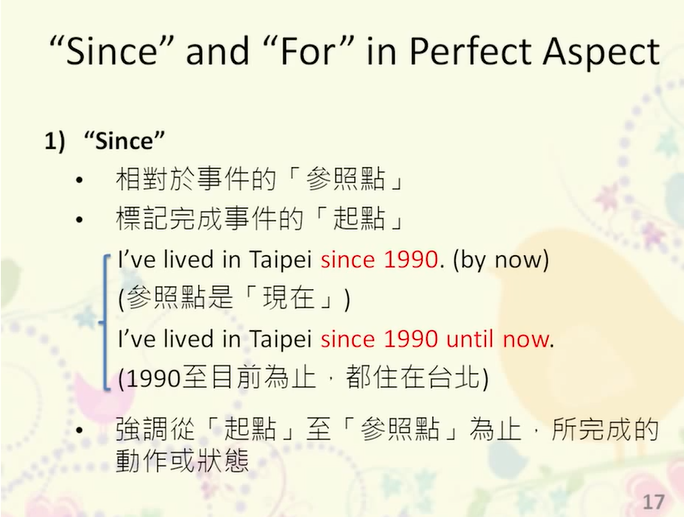 “Since” and “For” in Perfect Aspect
1) “Since”
• 相對於事件的「參照點」
• 標記完成事件的「起點」
I’ve lived in Taipei since 1990. (by now)
(參照點是「現在」)
I’ve lived in Taipei since 1990 until now.
(1990至目前為止，都住在台北)
• 強調從「起點」至「參照點」為止，所完成的
動作或狀態
17